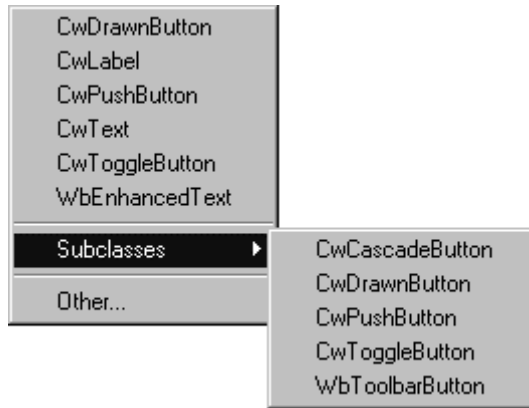 CwDrawnButton
CwLabel
CwPushButton
CwText
CwToggleButton
WbEnhancedText
Subclasses
Other...
CwCascadeButton
CwDrawnButton
CwPushButton
CwToggleButton
WbToolbarButton